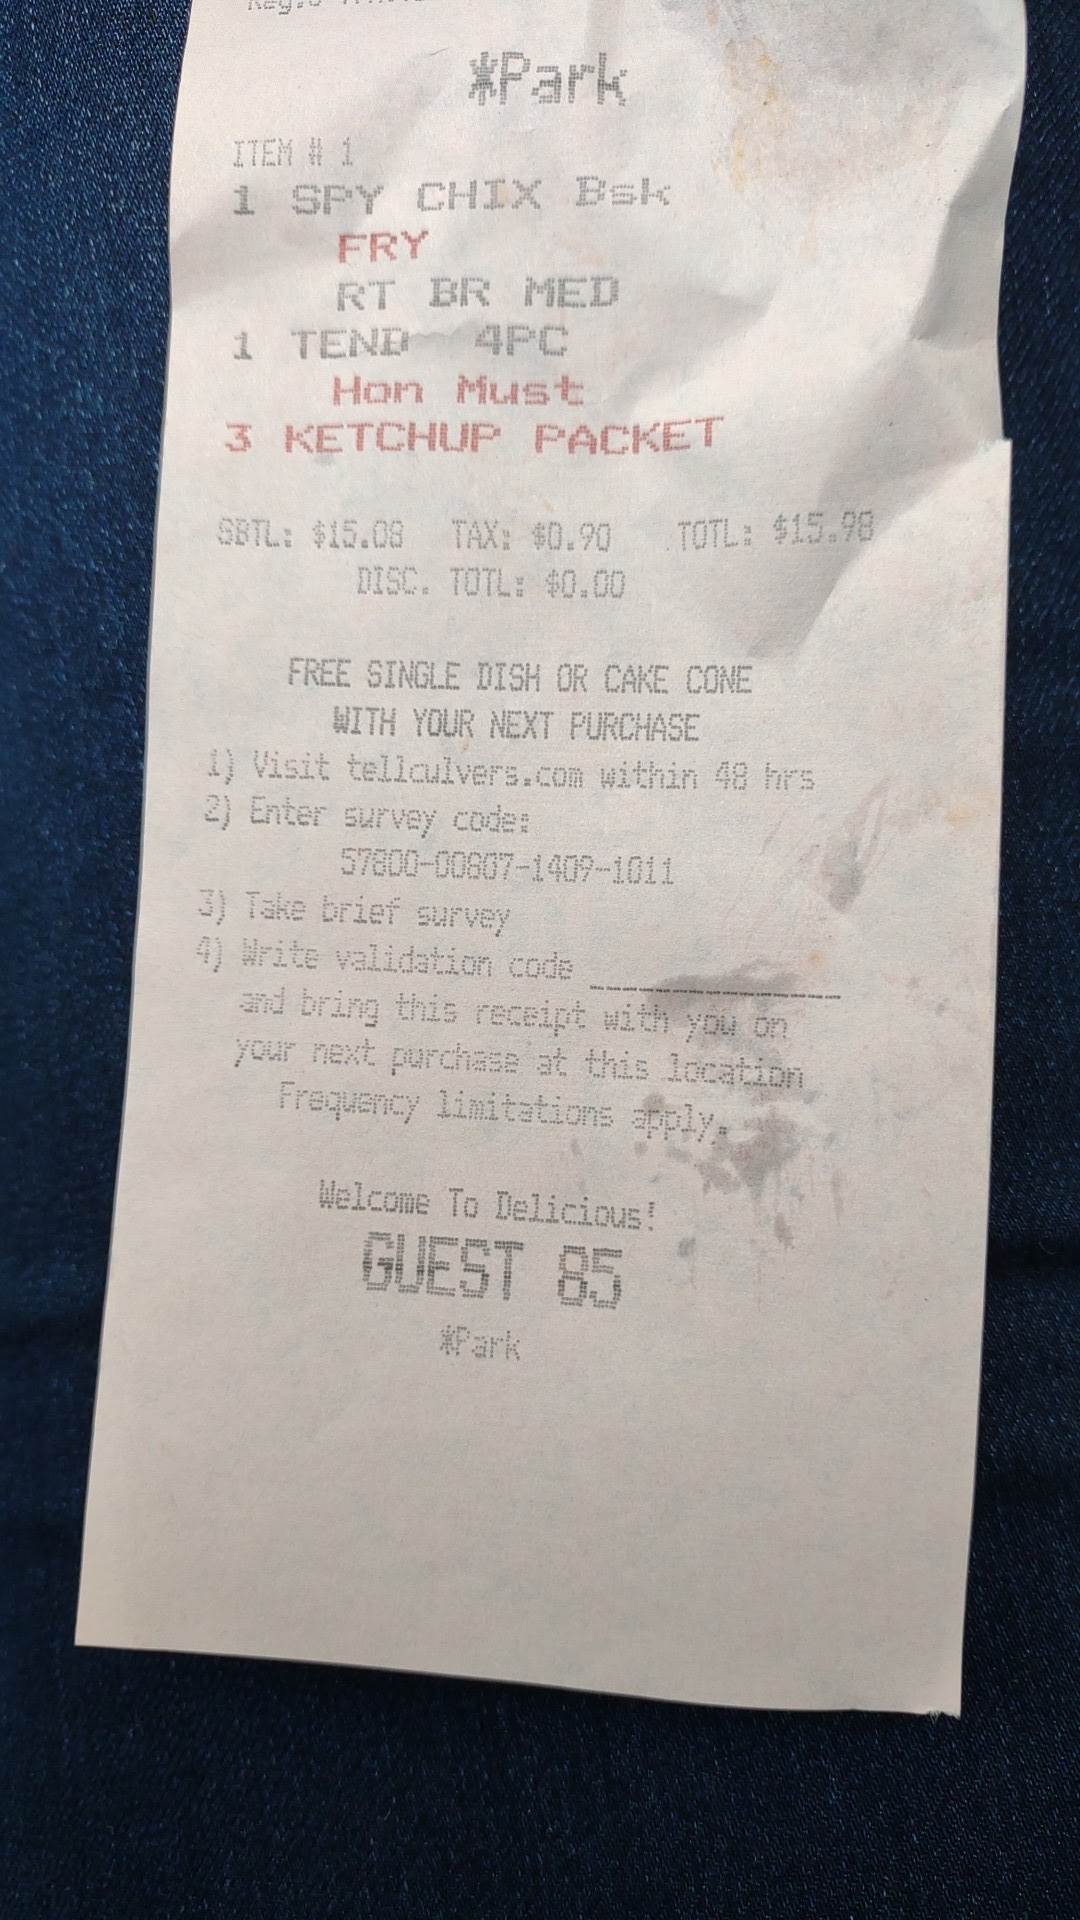 *Park
ITEM # 1
1 SPY CHIX Bsk
FRY
RT BR MED
1 TEND 4PC
Hon Must
3 KETCHUP PACKET
SBTL: $15.08 TAX: $0.90 TOTL: $15.98
DISC. TOTL: $0.00
FREE SINGLE DISH OR CAKE CONE
WITH YOUR NEXT PURCHASE
1) Visit tellculvers.com within 48 hrs
2) Enter survey code:
57800-00807-1409-1011
3) Take brief survey
4) Write validation code ____________
and bring this receipt with you on
your next purchase at this location
Frequency limitations apply.
Welcome To Delicious!
GUEST 85
*Park